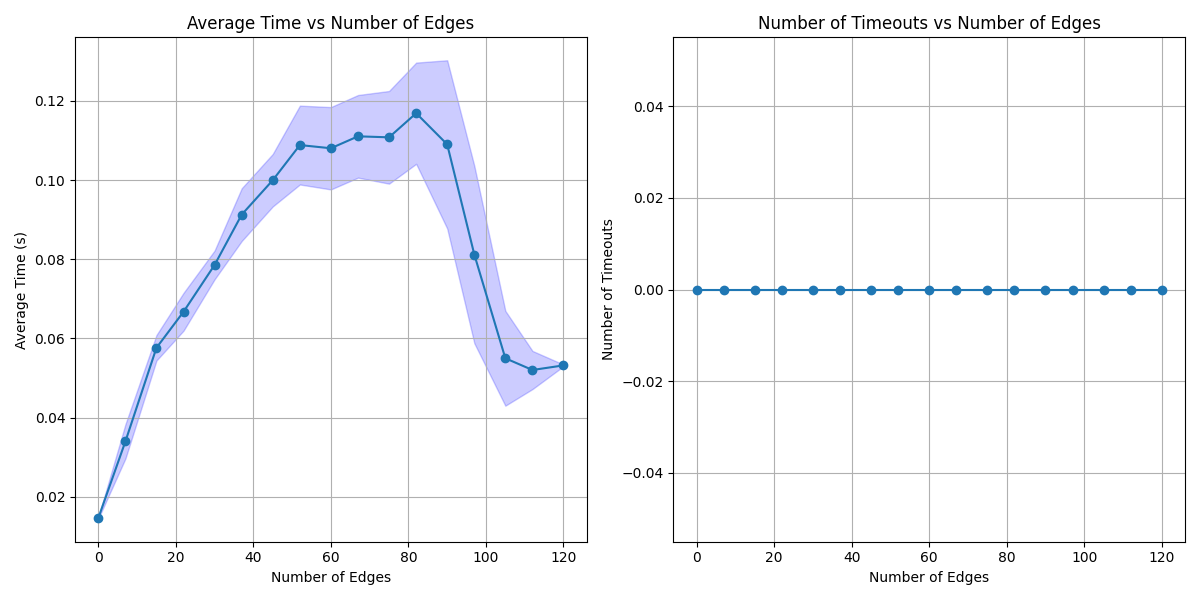 Average Time vs Number of Edges
0.12
0.10
0.08
0.06
0.04
0.02
Average Time (s)
0 20 40 60 80 100 120
Number of Edges
Number of Timeouts vs Number of Edges
0.04
0.02
0.00
−0.02
−0.04
Number of Timeouts
0 20 40 60 80 100 120
Number of Edges